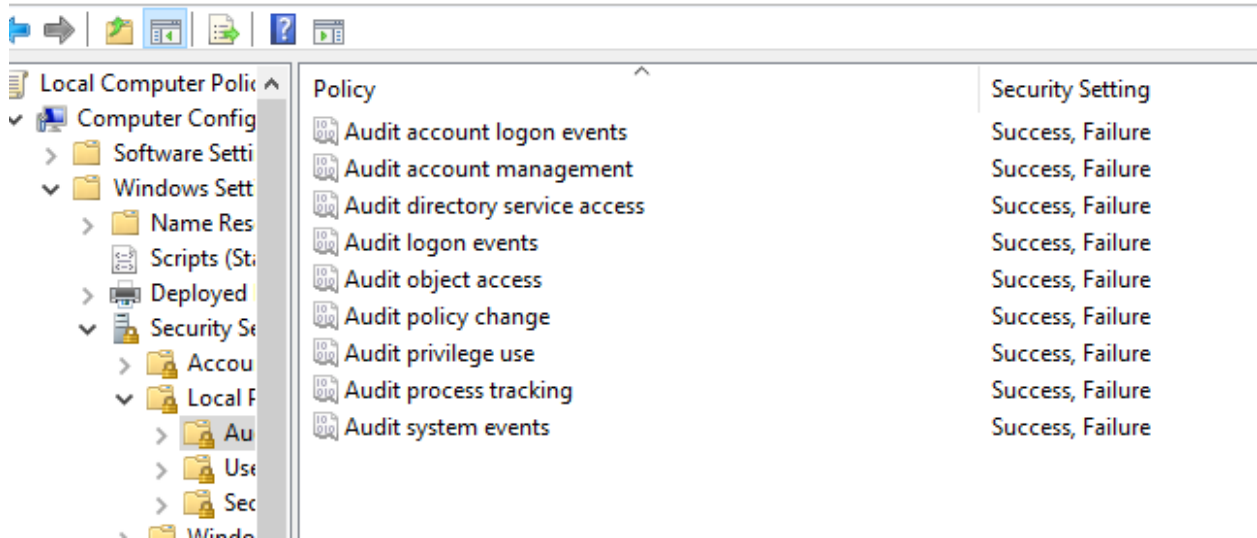 Local Computer Polic
Computer Config
Software Setti
Windows Sett
Name Res
Scripts (Sta
Deployed
Security Se
Accou
Local P
Au
Use
Sec
Windo
Policy Security Setting
Audit account logon events Success, Failure
Audit account management Success, Failure
Audit directory service access Success, Failure
Audit logon events Success, Failure
Audit object access Success, Failure
Audit policy change Success, Failure
Audit privilege use Success, Failure
Audit process tracking Success, Failure
Audit system events Success, Failure